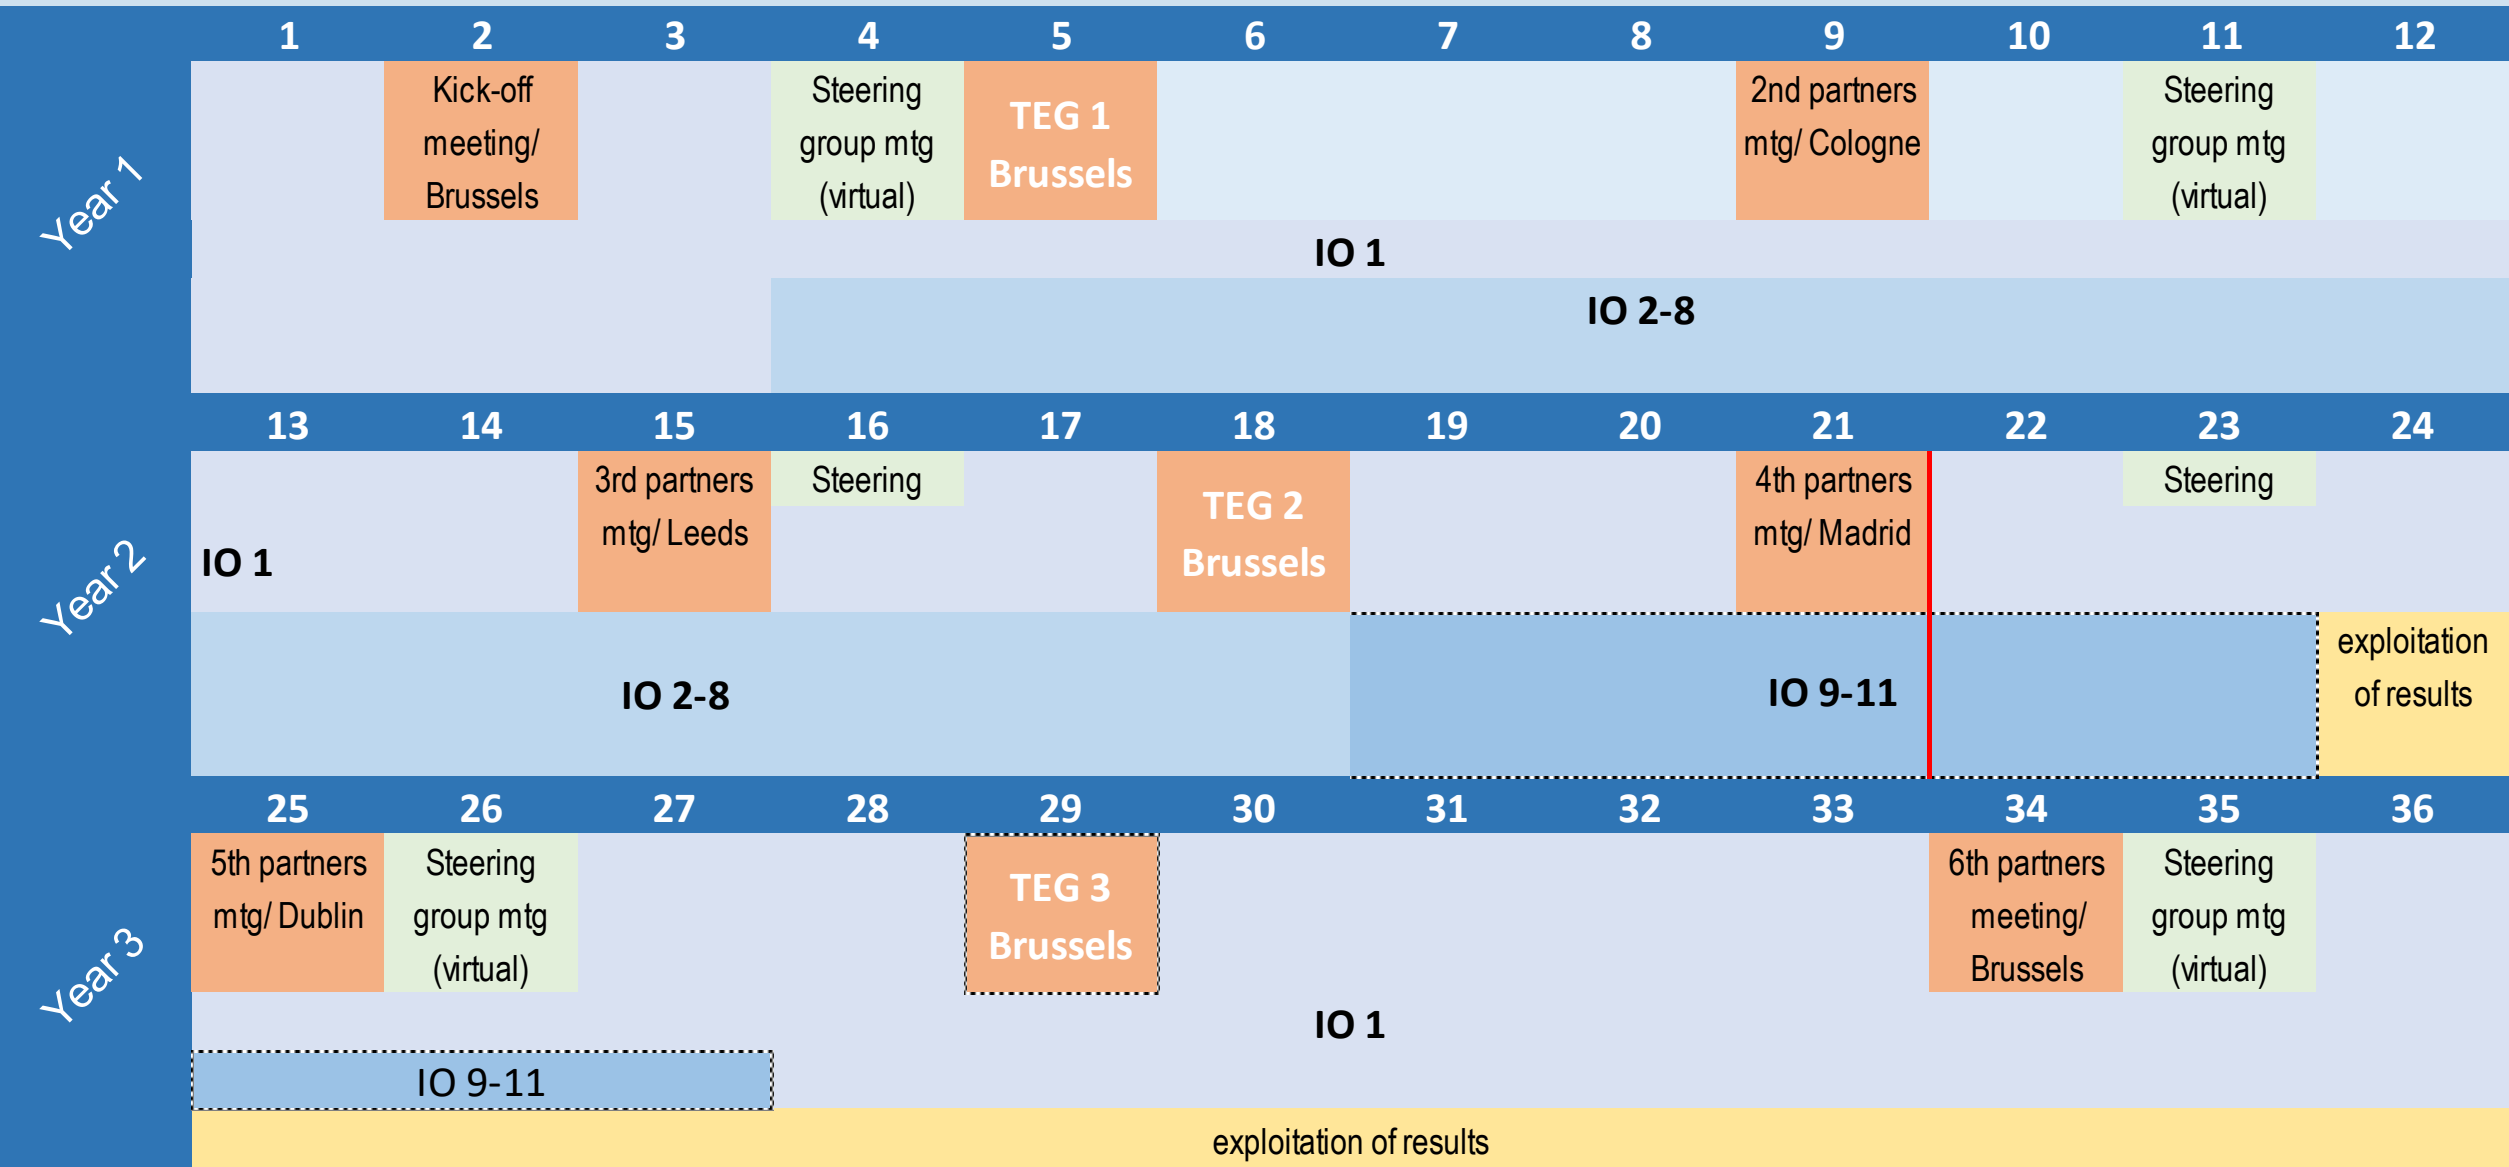 1 2 3 4 5 6 7 8 9 10 11 12
Year 1
Kick-off
meeting/
Brussels
Steering
group mtg
(virtual)
TEG 1
Brussels
2nd partners
mtg/ Cologne
Steering
group mtg
(virtual)
IO 1
IO 2-8
13 14 15 16 17 18 19 20 21 22 23 24
Year 2
IO 1
3rd partners
mtg/ Leeds
Steering
TEG 2
Brussels
4th partners
mtg/ Madrid
Steering
IO 2-8
IO 9-11
exploitation
of results
25 26 27 28 29 30 31 32 33 34 35 36
Year 3
5th partners
mtg/ Dublin
Steering
group mtg
(virtual)
TEG 3
Brussels
6th partners
meeting/
Brussels
Steering
group mtg
(virtual)
IO 1
IO 9-11
exploitation of results